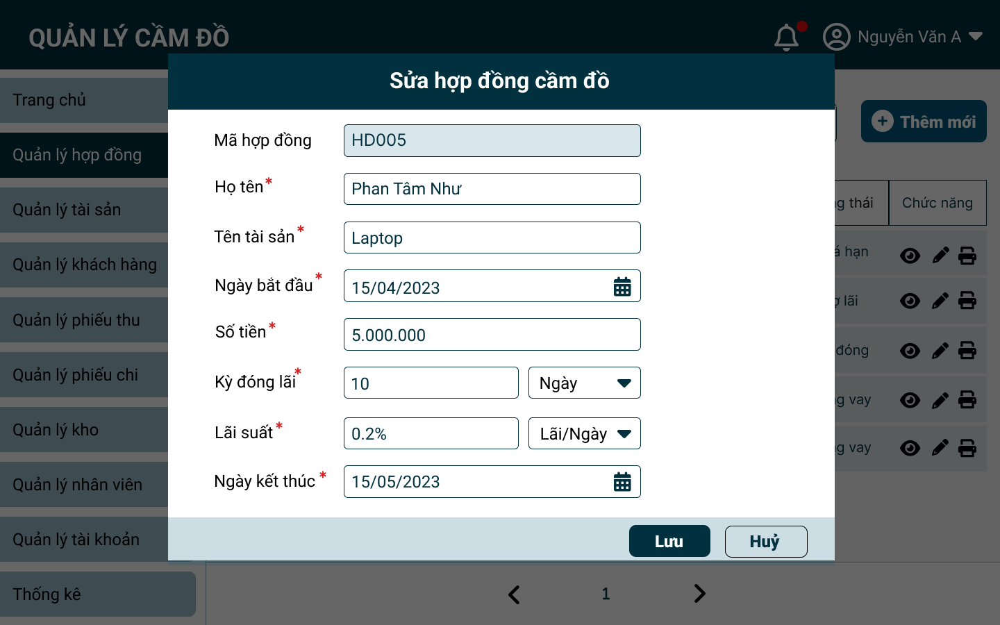 QUẢN LÝ CẦM ĐỒ
Nguyễn Văn A
Sửa hợp đồng cầm đồ
Trang chủ
Quản lý hợp đồng
Quản lý tài sản
Quản lý khách hàng
Quản lý phiếu thu
Quản lý phiếu chi
Quản lý kho
Quản lý nhân viên
Quản lý tài khoản
Thống kê
Mã hợp đồng HD005
Họ tên* Phan Tâm Như
Tên tài sản* Laptop
Ngày bắt đầu* 15/04/2023
Số tiền* 5.000.000
Kỳ đóng lãi* 10 Ngày
Lãi suất* 0.2% Lãi/Ngày
Ngày kết thúc* 15/05/2023
Lưu Huỷ
Thêm mới
thái Chức năng
hạn
lãi
đóng
vay
vay
1